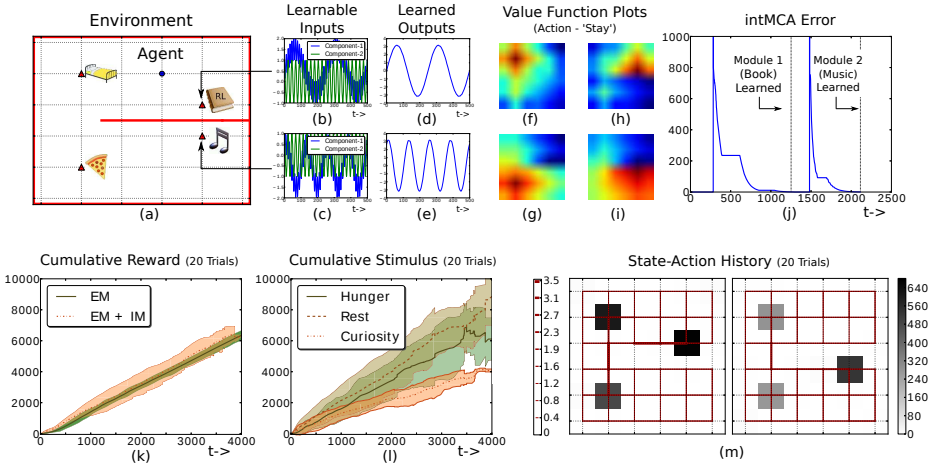 Environment
Agent
RL
(a)
Learnable
Inputs
Component-1
Component-2
t->
(b)
Component-1
Component-2
t->
(c)
Learned
Outputs
t->
(d)
t->
(e)
Value Function Plots
(Action - 'Stay')
(f)
(h)
(g)
(i)
intMCA Error
1000
800
600
400
200
0
Module 1
(Book)
Learned
Module 2
(Music)
Learned
0 500 1000 1500 2000 2500
(j)
t->
Cumulative Reward (20 Trials)
10000
8000
6000
4000
2000
0
EM
EM + IM
0 1000 2000 3000 4000
(k)
t->
Cumulative Stimulus (20 Trials)
10000
8000
6000
4000
2000
0
Hunger
Rest
Curiosity
0 1000 2000 3000 4000
(l)
t->
State-Action History (20 Trials)
3.5
3.1
2.7
2.3
1.9
1.6
1.2
0.8
0.4
0
640
560
480
400
320
240
160
80
0
(m)